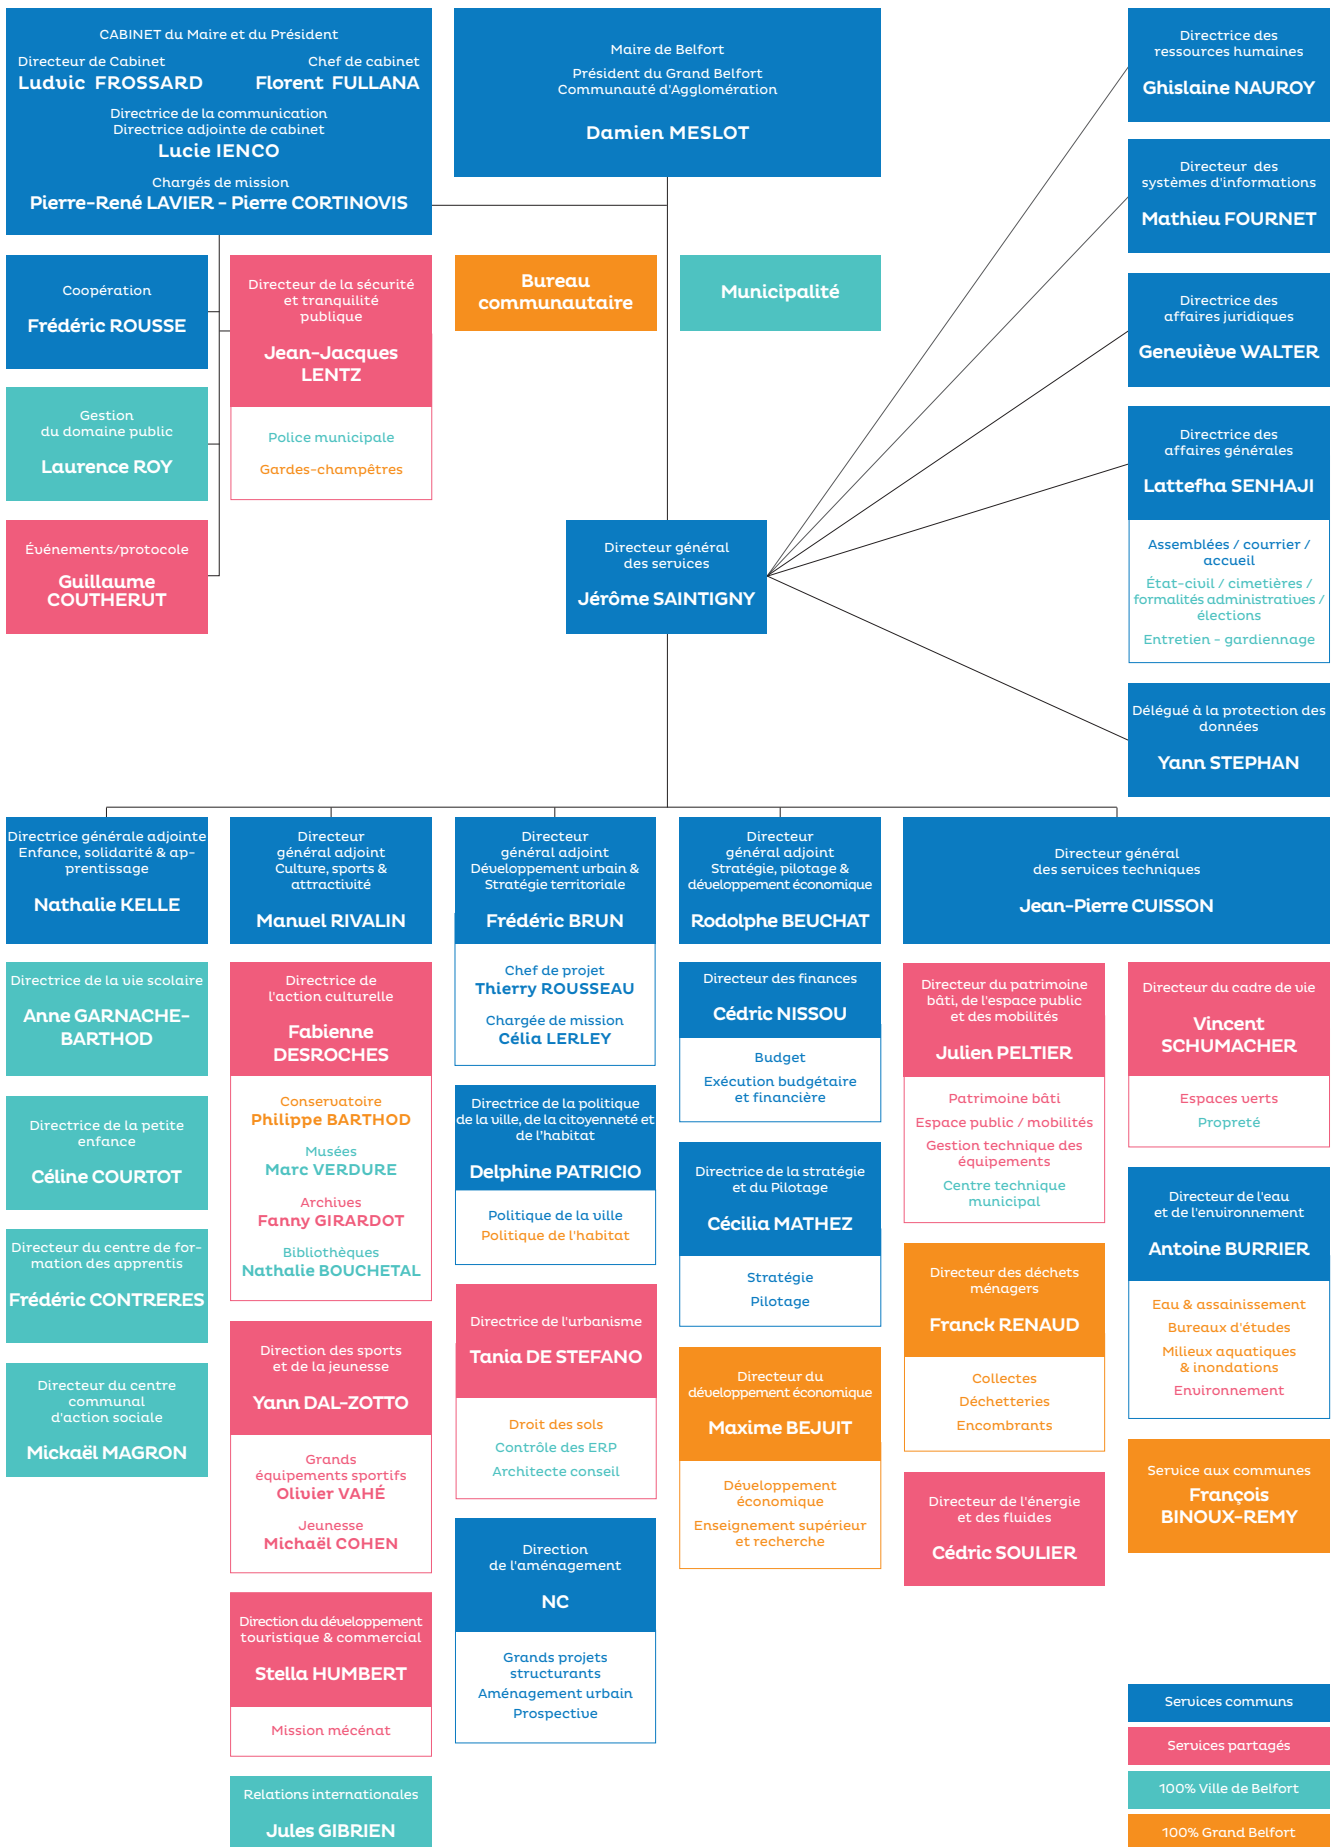 CABINET du Maire et du Président
Directeur de Cabinet
Ludvic FROSSARD
Chef de cabinet
Florent FULLANA
Directrice de la communication
Directrice adjointe de cabinet
Lucie IENCO
Chargés de mission
Pierre-René LAVIER - Pierre CORTINOVIS
Maire de Belfort
Président du Grand Belfort
Communauté d'Agglomération
Damien MESLOT
Directrice des
ressources humaines
Ghislaine NAUROY
Directeur des
systèmes d'informations
Mathieu FOURNET
Directrice des
affaires juridiques
Geneviève WALTER
Directrice des
affaires générales
Lattefha SENHAJI
Assemblées / courrier /
accueil
État-civil / cimetières /
formalités administratives /
élections
Entretien - gardiennage
Délégué à la protection des
données
Yann STEPHAN
Coopération
Frédéric ROUSSE
Gestion
du domaine public
Laurence ROY
Événements/protocole
Guillaume
COUTHERUT
Directeur de la sécurité
et tranquilité
publique
Jean-Jacques
LENTZ
Police municipale
Gardes-champêtres
Bureau
communautaire
Municipalité
Directeur général
des services
Jérôme SAINTIGNY
Directrice générale adjointe
Enfance, solidarité & ap-
prentissage
Nathalie KELLE
Directrice de la vie scolaire
Anne GARNACHE-
BARTHOD
Directrice de la petite
enfance
Céline COURTOT
Directeur du centre de for-
mation des apprentis
Frédéric CONTRERES
Directeur du centre
communal
d'action sociale
Mickaël MAGRON
Directeur
général adjoint
Culture, sports &
attractivité
Manuel RIVALIN
Directrice de
l'action culturelle
Fabienne
DESROCHES
Conservatoire
Philippe BARTHOD
Musées
Marc VERDURE
Archives
Fanny GIRARDOT
Bibliothèques
Nathalie BOUCHETAL
Direction des sports
et de la jeunesse
Yann DAL-ZOTTO
Grands
équipements sportifs
Olivier VAHÉ
Jeunesse
Michaël COHEN
Direction du développement
touristique & commercial
Stella HUMBERT
Mission mécénat
Relations internationales
Jules GIBRIEN
Directeur
général adjoint
Développement urbain &
Stratégie territoriale
Frédéric BRUN
Chef de projet
Thierry ROUSSEAU
Chargée de mission
Célia LERLEY
Directrice de la politique
de la ville, de la citoyenneté et
de l'habitat
Delphine PATRICIO
Politique de la ville
Politique de l'habitat
Directrice de l'urbanisme
Tania DE STEFANO
Droit des sols
Contrôle des ERP
Architecte conseil
Direction
de l'aménagement
NC
Grands projets
structurants
Aménagement urbain
Prospective
Directeur
général adjoint
Stratégie, pilotage &
développement économique
Rodolphe BEUCHAT
Directeur des finances
Cédric NISSOU
Budget
Exécution budgétaire
et financière
Directrice de la stratégie
et du Pilotage
Cécilia MATHEZ
Stratégie
Pilotage
Directeur du
développement économique
Maxime BEJUIT
Développement
économique
Enseignement supérieur
et recherche
Directeur général
des services techniques
Jean-Pierre CUISSON
Directeur du patrimoine
bâti, de l'espace public
et des mobilités
Julien PELTIER
Patrimoine bâti
Espace public / mobilités
Gestion technique des
équipements
Centre technique
municipal
Directeur des déchets
ménagers
Franck RENAUD
Collectes
Déchetteries
Encombrants
Directeur de l'énergie
et des fluides
Cédric SOULIER
Directeur du cadre de vie
Vincent
SCHUMACHER
Espaces verts
Propreté
Directeur de l'eau
et de l'environnement
Antoine BURRIER
Eau & assainissement
Bureaux d'études
Milieux aquatiques
& inondations
Environnement
Service aux communes
François
BINOUX-REMY
Services communs
Services partagés
100% Ville de Belfort
100% Grand Belfort